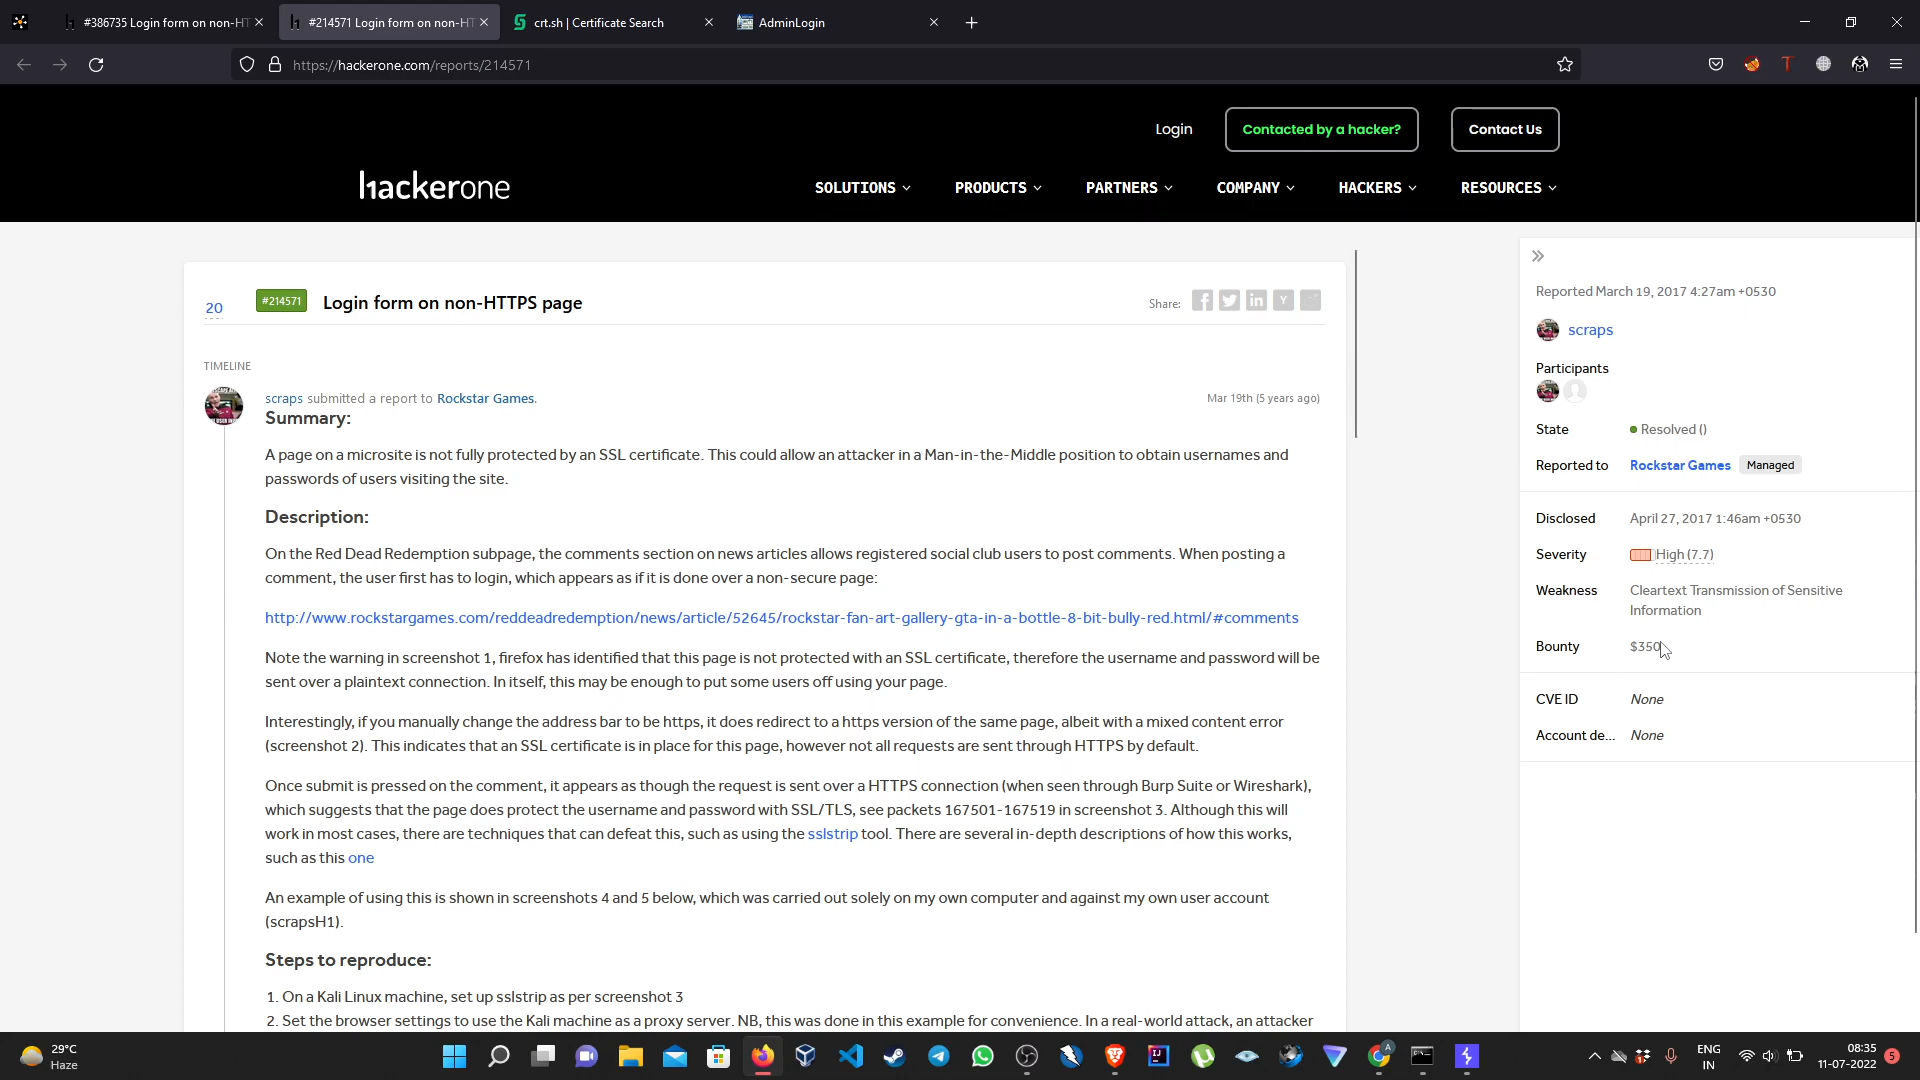 #386735 Login form on non-HT
#214571 Login form on non-HT
crt.sh | Certificate Search
AdminLogin
https://hackerone.com/reports/214571
Login
Contacted by a hacker?
Contact Us
hackerone
SOLUTIONS
PRODUCTS
PARTNERS
COMPANY
HACKERS
RESOURCES
20
#214571
Login form on non-HTTPS page
Share:
TIMELINE
scraps submitted a report to Rockstar Games.
Mar 19th (5 years ago)
Summary:
A page on a microsite is not fully protected by an SSL certificate. This could allow an attacker in a Man-in-the-Middle position to obtain usernames and
passwords of users visiting the site.
Description:
On the Red Dead Redemption subpage, the comments section on news articles allows registered social club users to post comments. When posting a
comment, the user first has to login, which appears as if it is done over a non-secure page:
http://www.rockstargames.com/reddeadredemption/news/article/52645/rockstar-fan-art-gallery-gta-in-a-bottle-8-bit-bully-red.html/#comments
Note the warning in screenshot 1, firefox has identified that this page is not protected with an SSL certificate, therefore the username and password will be
sent over a plaintext connection. In itself, this may be enough to put some users off using your page.
Interestingly, if you manually change the address bar to be https, it does redirect to a https version of the same page, albeit with a mixed content error
(screenshot 2). This indicates that an SSL certificate is in place for this page, however not all requests are sent through HTTPS by default.
Once submit is pressed on the comment, it appears as though the request is sent over a HTTPS connection (when seen through Burp Suite or Wireshark),
which suggests that the page does protect the username and password with SSL/TLS, see packets 167501-167519 in screenshot 3. Although this will
work in most cases, there are techniques that can defeat this, such as using the sslstrip tool. There are several in-depth descriptions of how this works,
such as this one
An example of using this is shown in screenshots 4 and 5 below, which was carried out solely on my own computer and against my own user account
(scrapsH1).
Steps to reproduce:
1. On a Kali Linux machine, set up sslstrip as per screenshot 3
2. Set the browser settings to use the Kali machine as a proxy server. NB, this was done in this example for convenience. In a real-world attack, an attacker
Reported March 19, 2017 4:27am +0530
scraps
Participants
State
Resolved ()
Reported to
Rockstar Games
Managed
Disclosed
April 27, 2017 1:46am +0530
Severity
High (7.7)
Weakness
Cleartext Transmission of Sensitive
Information
Bounty
$350
CVE ID
None
Account de...
None
29°C
Haze
ENG
IN
08:35
11-07-2022
5